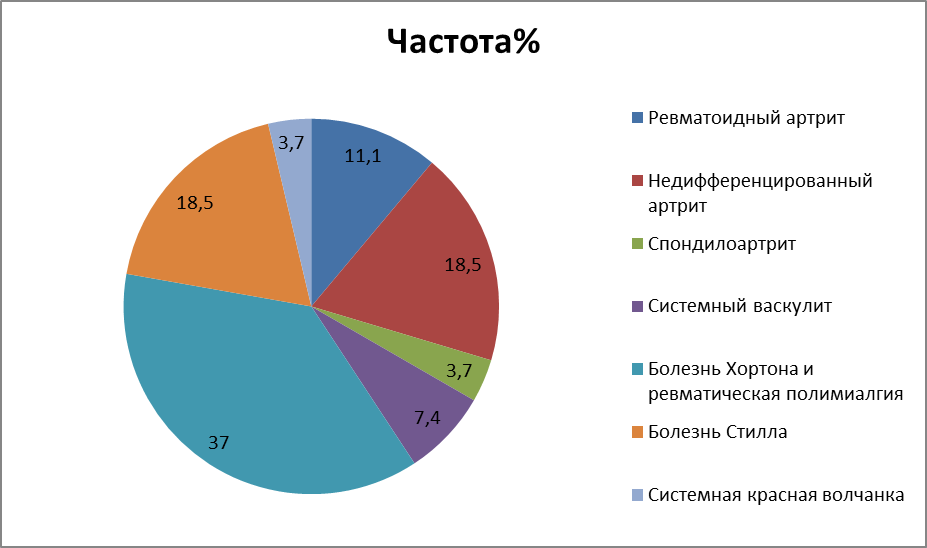 Частота%
3,7
11,1
18,5
18,5
3,7
7,4
37
Ревматоидный артрит
Недифференцированный
артрит
Спондилоартрит
Системный васкулит
Болезнь Хортона и
ревматическая полимиалгия
Болезнь Стилла
Системная красная волчанка